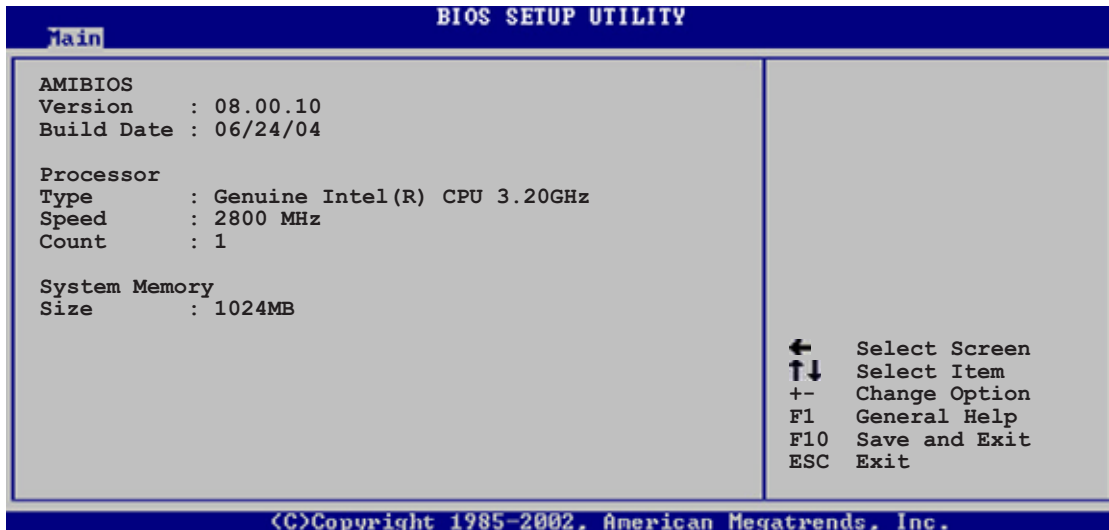 BIOS SETUP UTILITY
Main
AMIBIOS
Version : 08.00.10
Build Date : 06/24/04
Processor
Type : Genuine Intel(R) CPU 3.20GHz
Speed : 2800 MHz
Count : 1
System Memory
Size : 1024MB
← Select Screen
↑↓ Select Item
+- Change Option
F1 General Help
F10 Save and Exit
ESC Exit
(C)Copyright 1985-2002, American Megatrends, Inc.